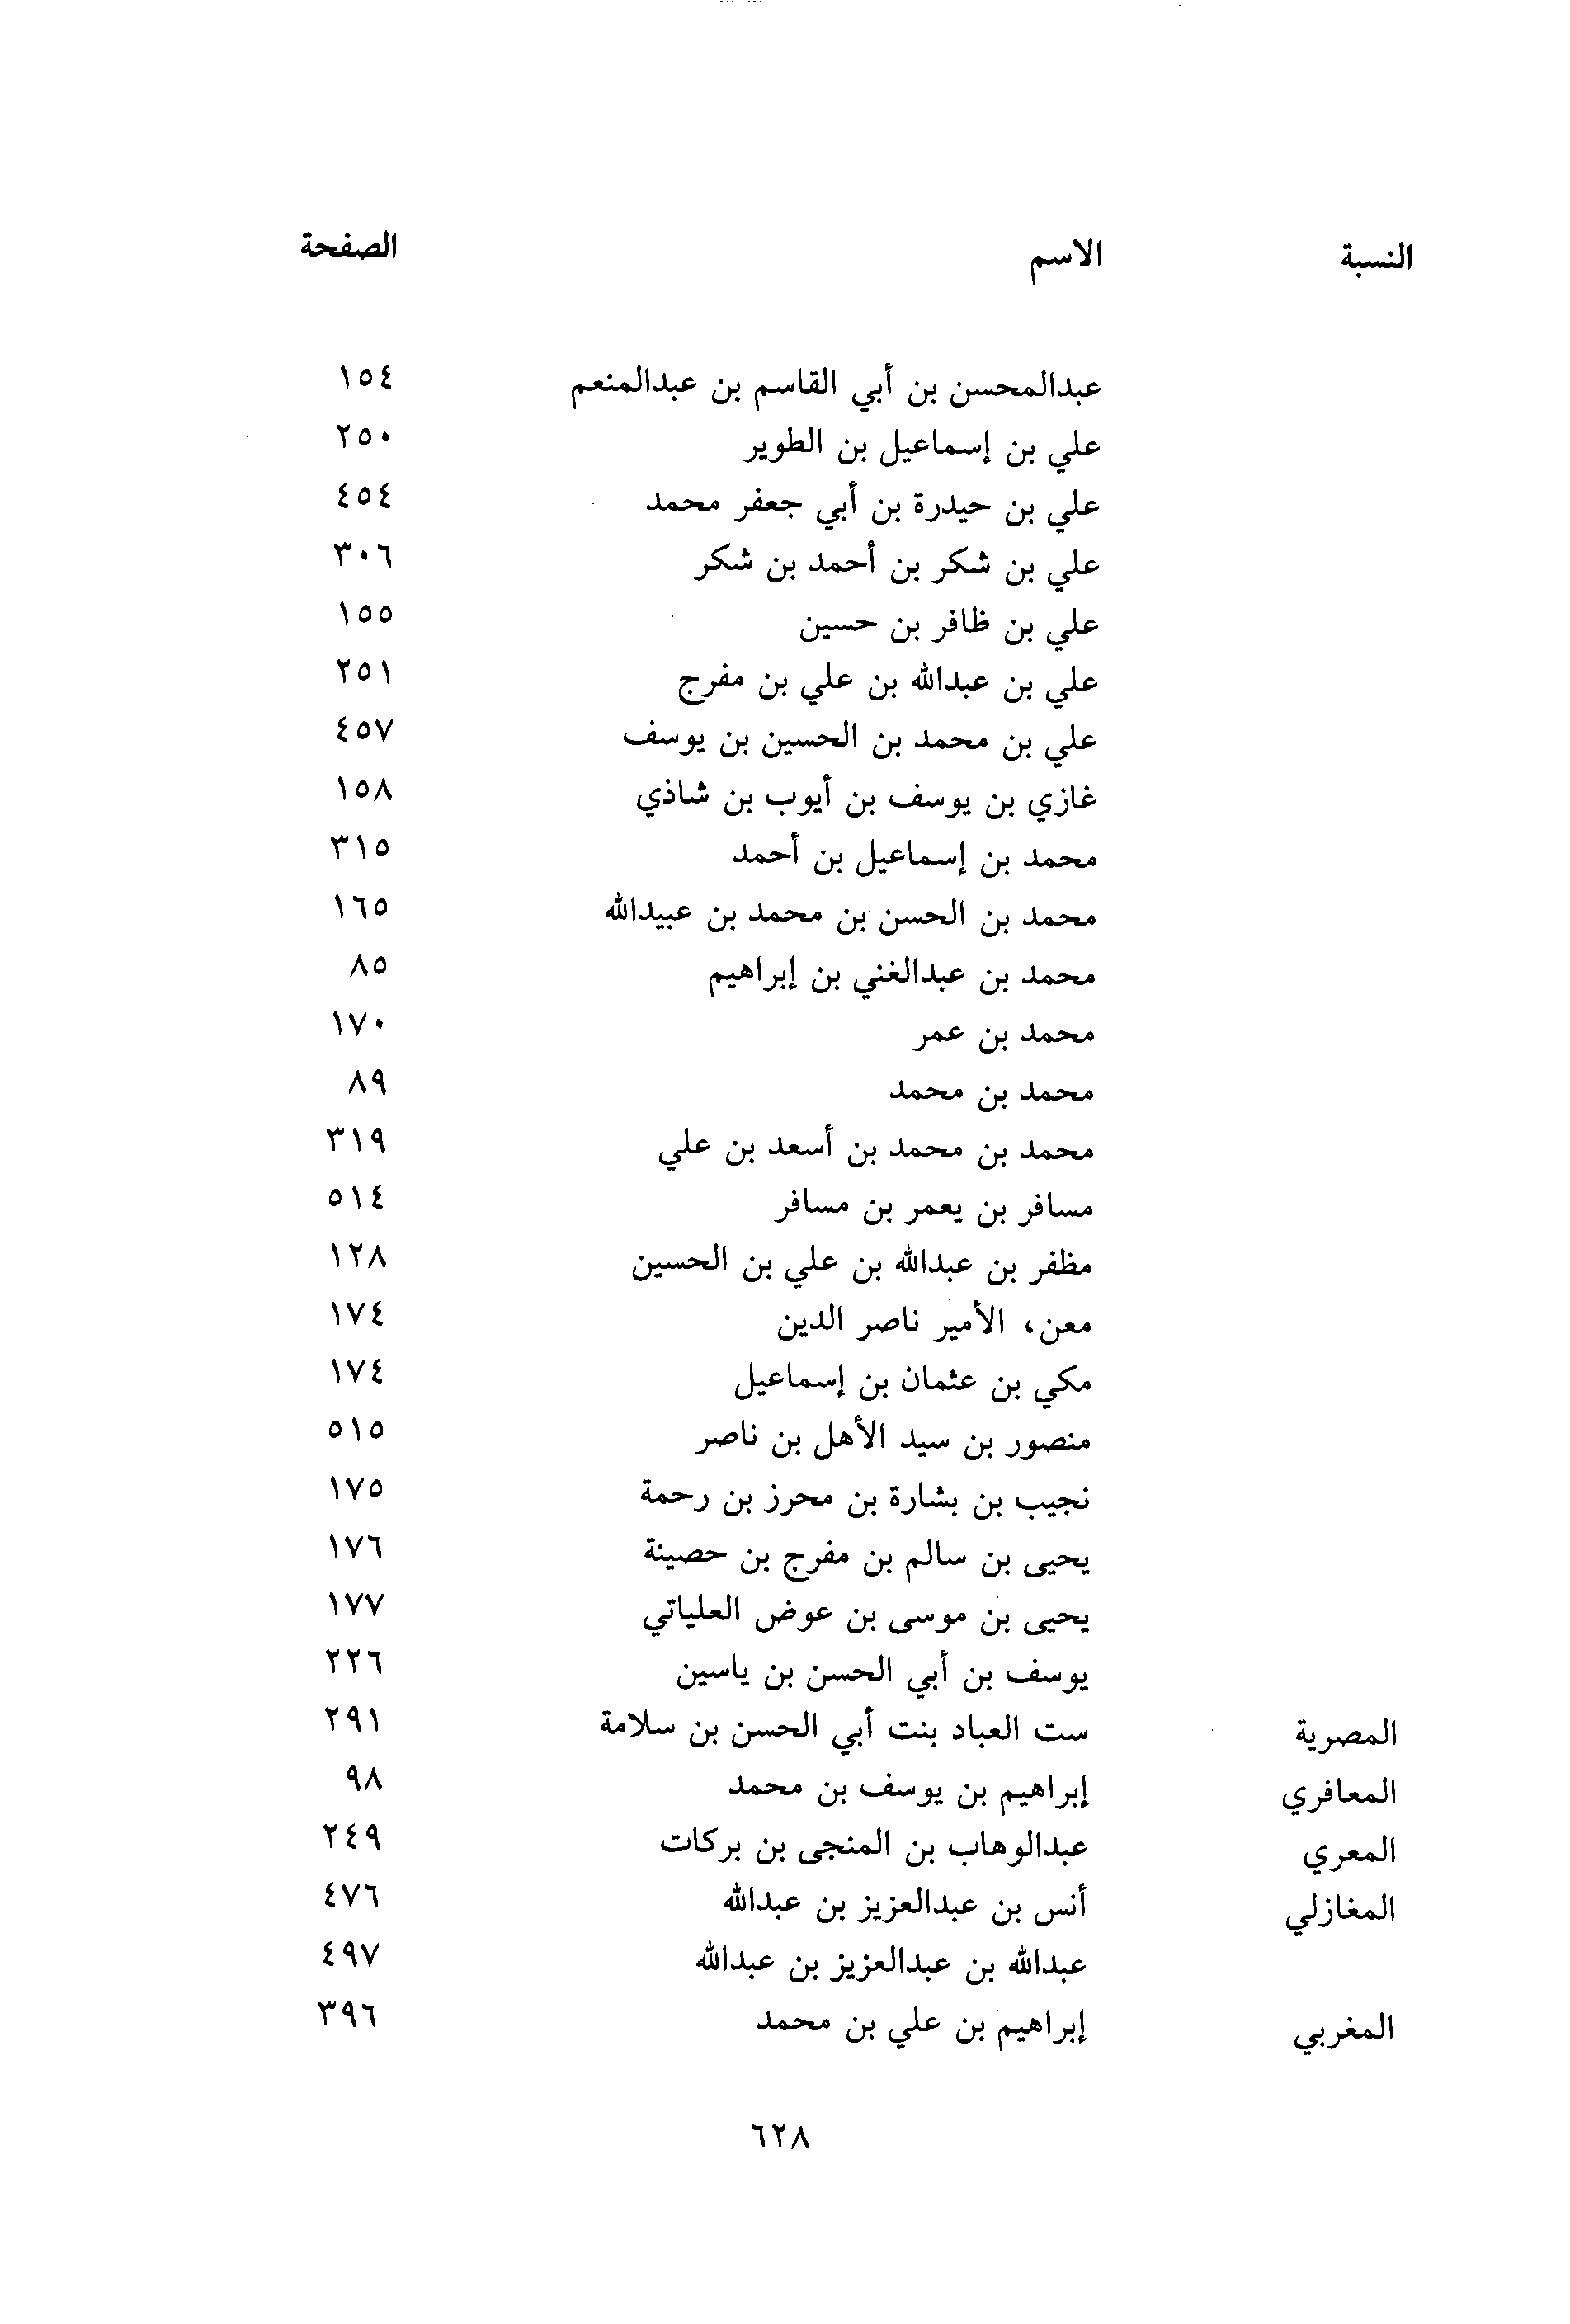 النسبة الاسم الصفحة
عبدالمحسن بن أبي القاسم بن عبدالمنعم ١٥٤
علي بن إسماعيل بن الطوير ٢٥٠
علي بن حيدرة بن أبي جعفر محمد ٤٥٤
علي بن شكر بن أحمد بن شكر ٣٠٦
علي بن ظافر بن حسين ١٥٥
علي بن عبدالله بن علي بن مفرج ٢٥١
علي بن محمد بن الحسين بن يوسف ٤٥٧
غازي بن يوسف بن أيوب بن شاذي ١٥٨
محمد بن إسماعيل بن أحمد ٣١٥
محمد بن الحسن بن محمد بن عبيدالله ١٦٥
محمد بن عبدالغني بن إبراهيم ٨٥
محمد بن عمر ١٧٠
محمد بن محمد ٨٩
محمد بن محمد بن أسعد بن علي ٣١٩
مسافر بن يعمر بن مسافر ٥١٤
مظفر بن عبدالله بن علي بن الحسين ١٢٨
معن، الأمير ناصر الدين ١٧٤
مكي بن عثمان بن إسماعيل ١٧٤
منصور بن سيد الأهل بن ناصر ٥١٥
نجيب بن بشارة بن محرز بن رحمة ١٧٥
يحيى بن سالم بن مفرج بن حصينة ١٧٦
يحيى بن موسى بن عوض العلياتي ١٧٧
يوسف بن أبي الحسن بن ياسين ٢٢٦
المصرية ست العباد بنت أبي الحسن بن سلامة ٢٩١
المعافري إبراهيم بن يوسف بن محمد ٩٨
المعري عبدالوهاب بن المنجى بن بركات ٢٤٩
المغازلي أنس بن عبدالعزيز بن عبدالله ٤٧٦
عبدالله بن عبدالعزيز بن عبدالله ٤٩٧
المغربي إبراهيم بن علي بن محمد ٣٩٦
٦٢٨